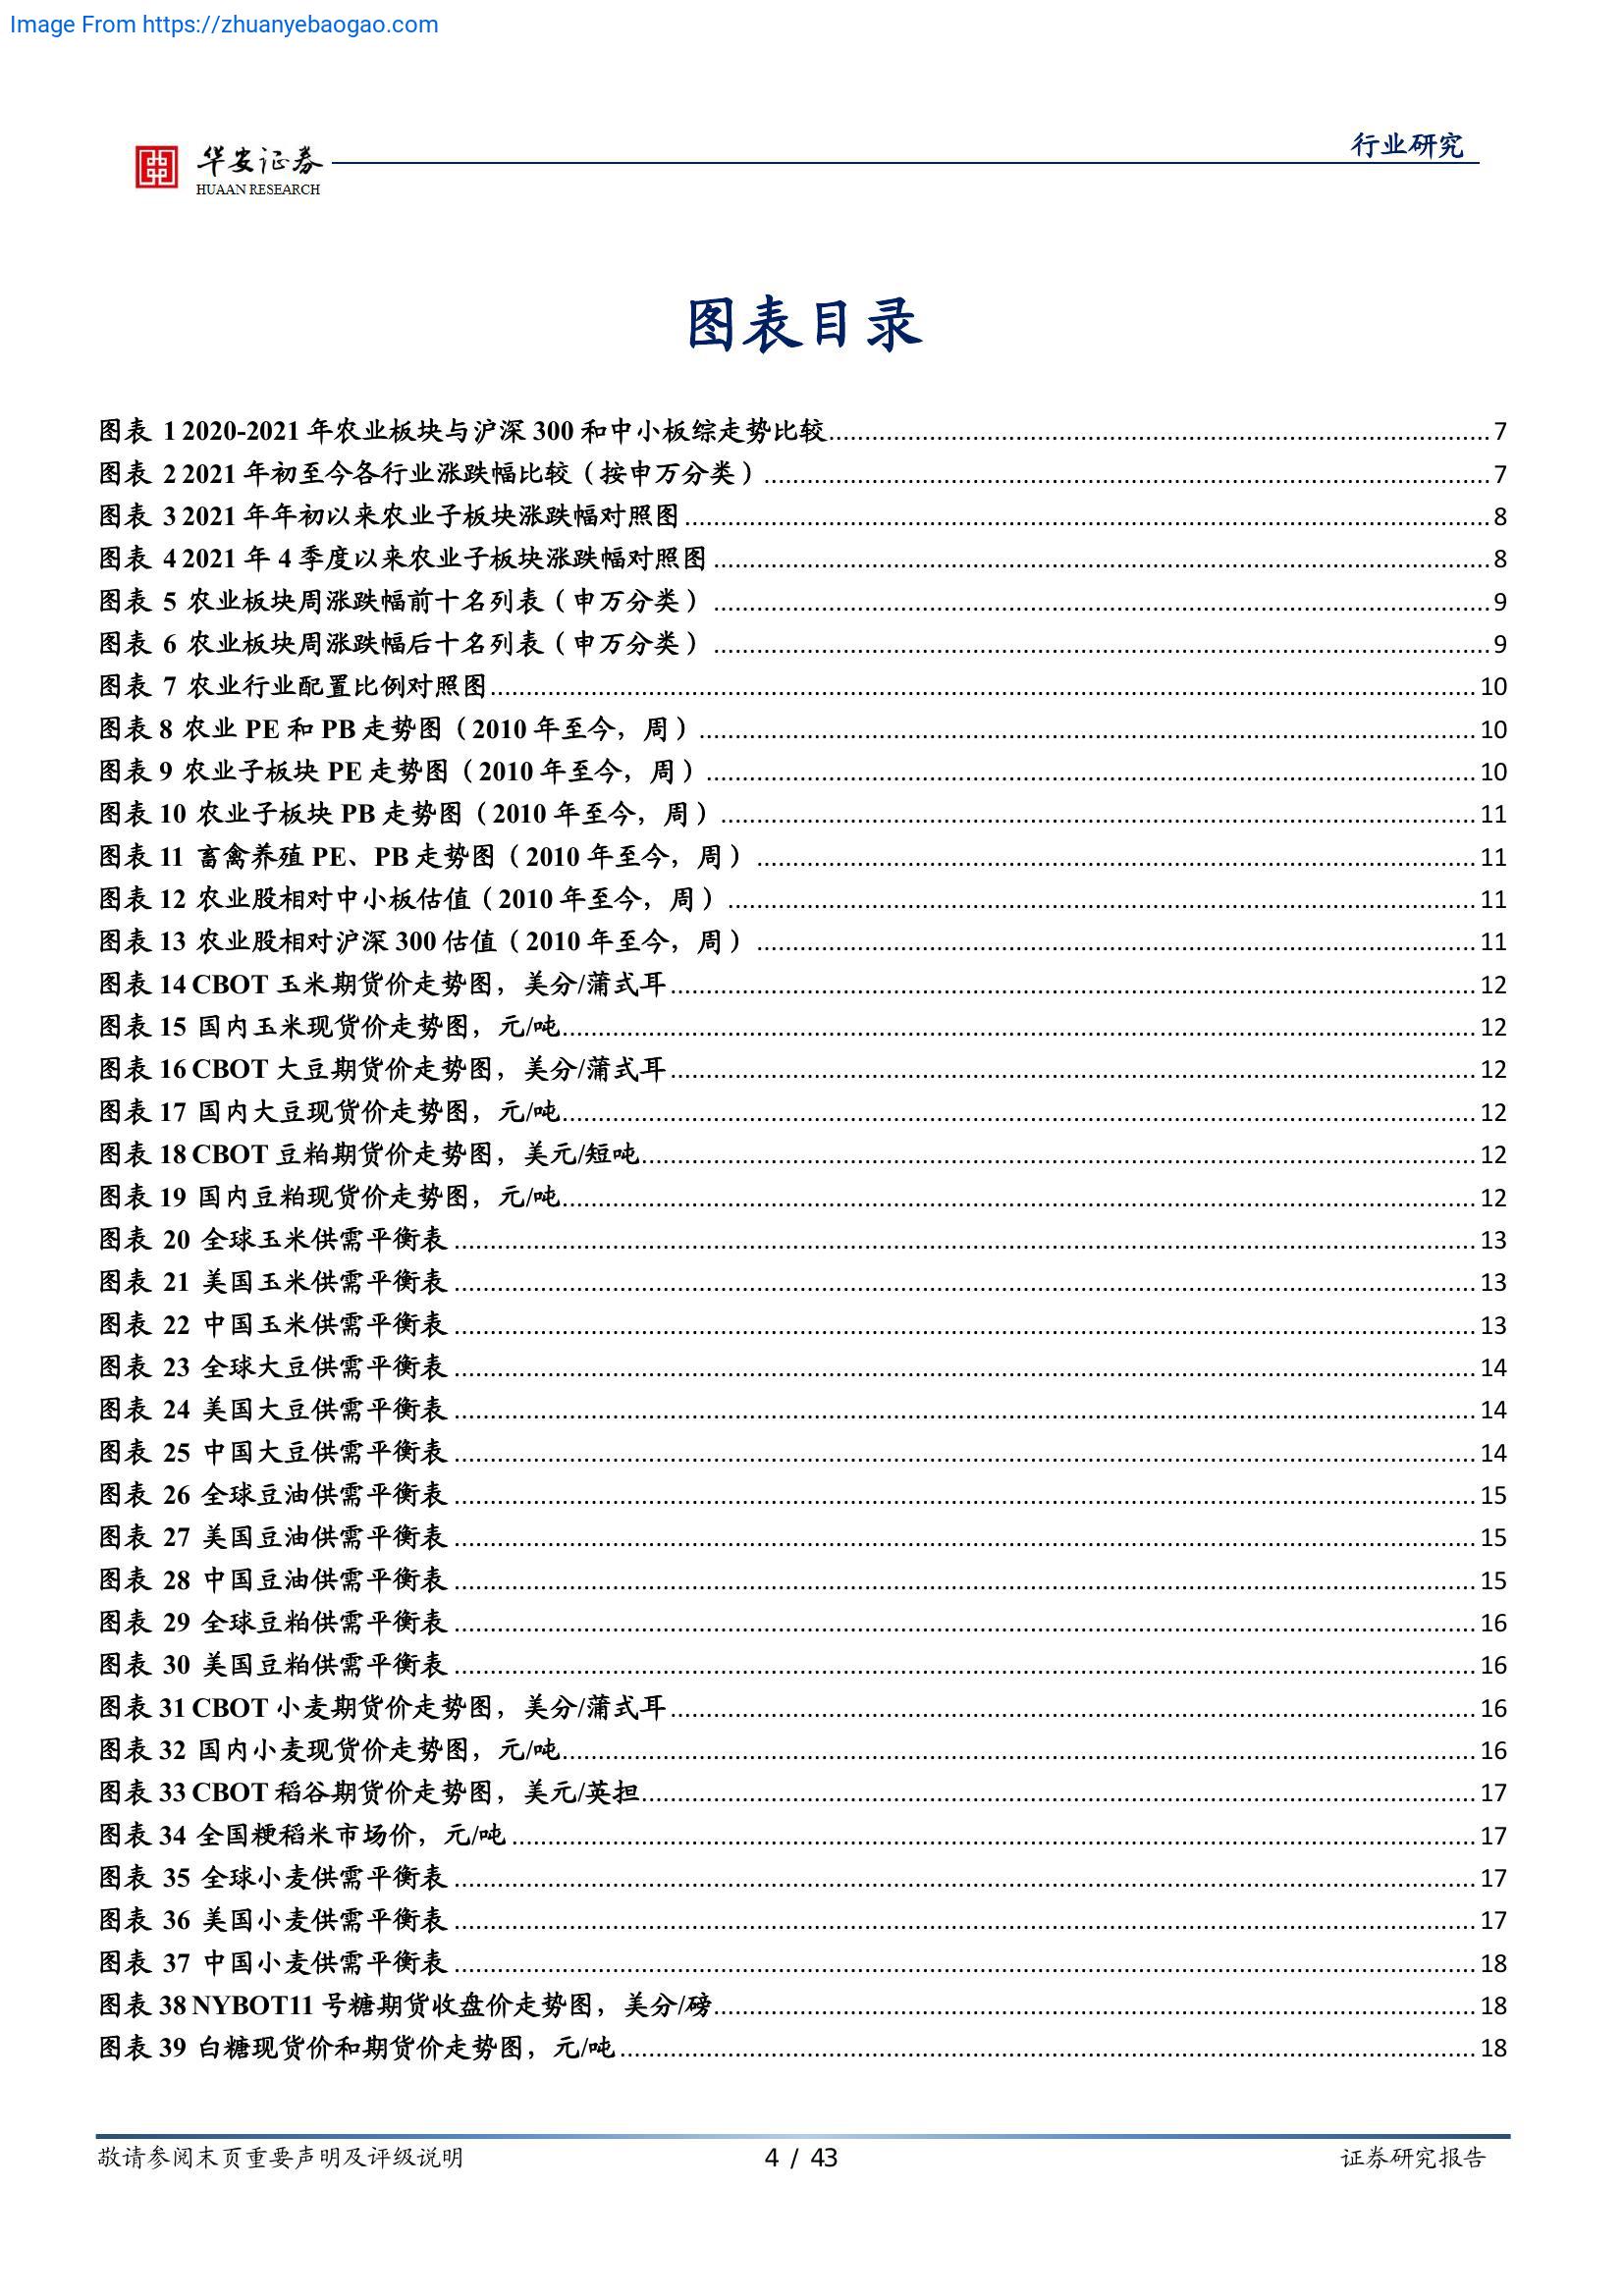 Image From https://zhuanyebaogao.com
行业研究
华安证券
HUAAN RESEARCH
图表目录
图表 1 2020-2021 年农业板块与沪深 300 和中小板综走势比较.....7
图表 2 2021 年初至今各行业涨跌幅比较（按申万分类）.....7
图表 3 2021 年年初以来农业子板块涨跌幅对照图.....8
图表 4 2021 年 4 季度以来农业子板块涨跌幅对照图.....8
图表 5 农业板块周涨跌幅前十名列表（申万分类）.....9
图表 6 农业板块周涨跌幅后十名列表（申万分类）.....9
图表 7 农业行业配置比例对照图.....10
图表 8 农业 PE 和 PB 走势图（2010 年至今，周）.....10
图表 9 农业子板块 PE 走势图（2010 年至今，周）.....10
图表 10 农业子板块 PB 走势图（2010 年至今，周）.....11
图表 11 畜禽养殖 PE、PB 走势图（2010 年至今，周）.....11
图表 12 农业股相对中小板估值（2010 年至今，周）.....11
图表 13 农业股相对沪深 300 估值（2010 年至今，周）.....11
图表 14 CBOT 玉米期货价走势图，美分/蒲式耳.....12
图表 15 国内玉米现货价走势图，元/吨.....12
图表 16 CBOT 大豆期货价走势图，美分/蒲式耳.....12
图表 17 国内大豆现货价走势图，元/吨.....12
图表 18 CBOT 豆粕期货价走势图，美元/短吨.....12
图表 19 国内豆粕现货价走势图，元/吨.....12
图表 20 全球玉米供需平衡表.....13
图表 21 美国玉米供需平衡表.....13
图表 22 中国玉米供需平衡表.....13
图表 23 全球大豆供需平衡表.....14
图表 24 美国大豆供需平衡表.....14
图表 25 中国大豆供需平衡表.....14
图表 26 全球豆油供需平衡表.....15
图表 27 美国豆油供需平衡表.....15
图表 28 中国豆油供需平衡表.....15
图表 29 全球豆粕供需平衡表.....16
图表 30 美国豆粕供需平衡表.....16
图表 31 CBOT 小麦期货价走势图，美分/蒲式耳.....16
图表 32 国内小麦现货价走势图，元/吨.....16
图表 33 CBOT 稻谷期货价走势图，美元/英担.....17
图表 34 全国粳稻米市场价，元/吨.....17
图表 35 全球小麦供需平衡表.....17
图表 36 美国小麦供需平衡表.....17
图表 37 中国小麦供需平衡表.....18
图表 38 NYBOT11 号糖期货收盘价走势图，美分/磅.....18
图表 39 白糖现货价和期货价走势图，元/吨.....18
敬请参阅末页重要声明及评级说明
4 / 43
证券研究报告